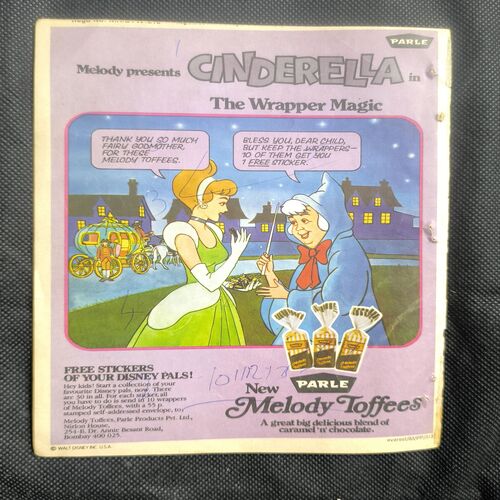 PARLE
Melody presents CINDERELLA in
The Wrapper Magic
THANK YOU SO MUCH
FAIRY GODMOTHER,
FOR THESE
MELODY TOFFEES.
BLESS YOU, DEAR CHILD,
BUT KEEP THE WRAPPERS—
10 OF THEM GET YOU
1 FREE STICKER.
FREE STICKERS
OF YOUR DISNEY PALS!
Hey kids! Start a collection of your
favourite Disney pals, now. There
are 30 in all. For each sticker, all
you have to do is send in 10 wrappers
of Melody Toffees, with a 55 p.
stamped self-addressed envelope, to
Melody Toffees, Parle Products Pvt. Ltd.,
Nirlon House,
254-B, Dr. Annie Besant Road,
Bombay 400 025.
© WALT DISNEY INC. U.S.A.
PARLE
New
Melody Toffees
A great big delicious blend of
caramel 'n' chocolate.